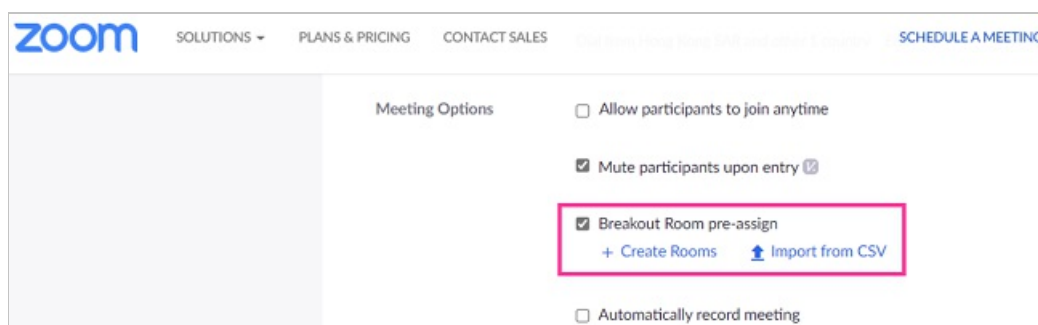 zoom SOLUTIONS PLANS & PRICING CONTACT SALES SCHEDULE A MEETING
Meeting Options
Allow participants to join anytime
Mute participants upon entry
Breakout Room pre-assign
+ Create Rooms Import from CSV
Automatically record meeting